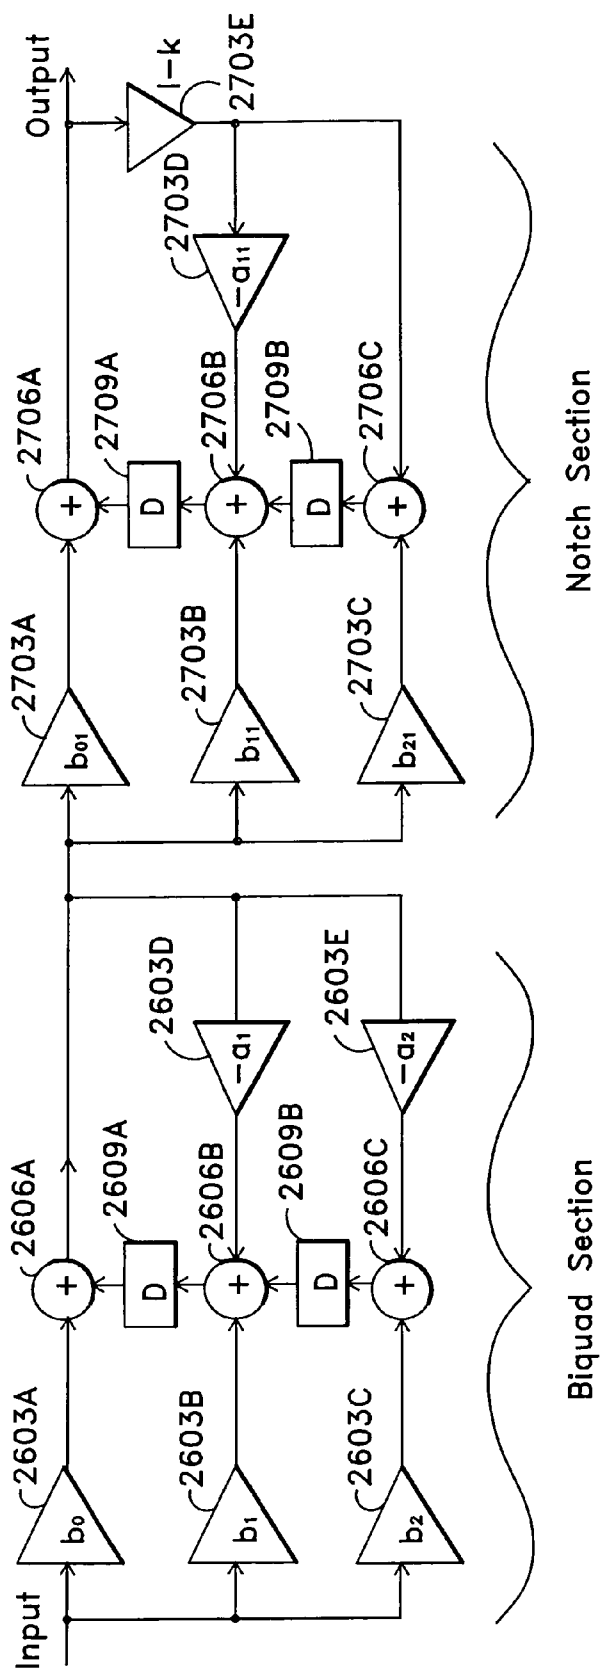 Input
b₀
2603A
b₁
2603B
b₂
2603C
+
2606A
D
2609A
+
2606B
D
2609B
+
2606C
-a₁
2603D
-a₂
2603E
Biquad Section
b₀₁
2703A
b₁₁
2703B
b₂₁
2703C
+
2706A
D
2709A
+
2706B
D
2709B
+
2706C
-a₁₁
2703D
1-k
2703E
Output
Notch Section